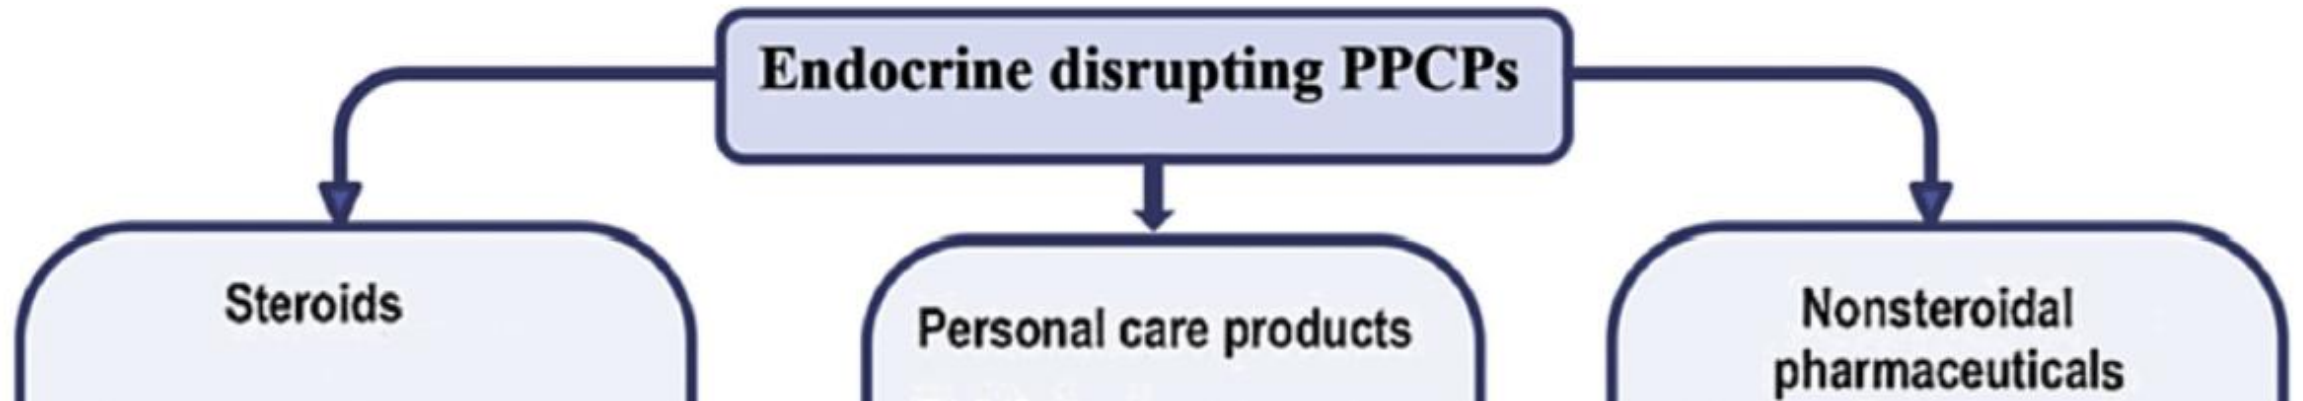 Endocrine disrupting PPCPs
Steroids
Personal care products
Nonsteroidal
pharmaceuticals